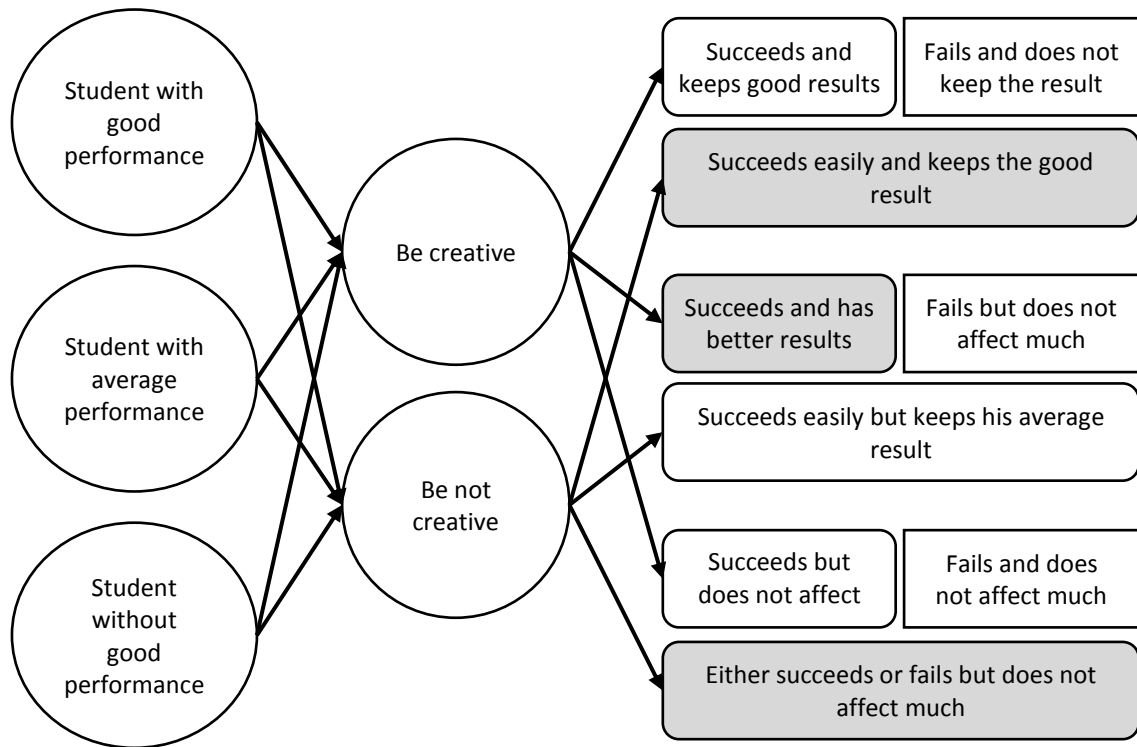 Student with
good
performance
Student with
average
performance
Student
without
good
performance
Be creative
Be not
creative
Succeeds and
keeps good results
Fails and does not
keep the result
Succeeds easily and keeps the good
result
Succeeds and has
better results
Fails but does not
affect much
Succeeds easily but keeps his average
result
Succeeds but
does not affect
Fails and does
not affect much
Either succeeds or fails but does not
affect much